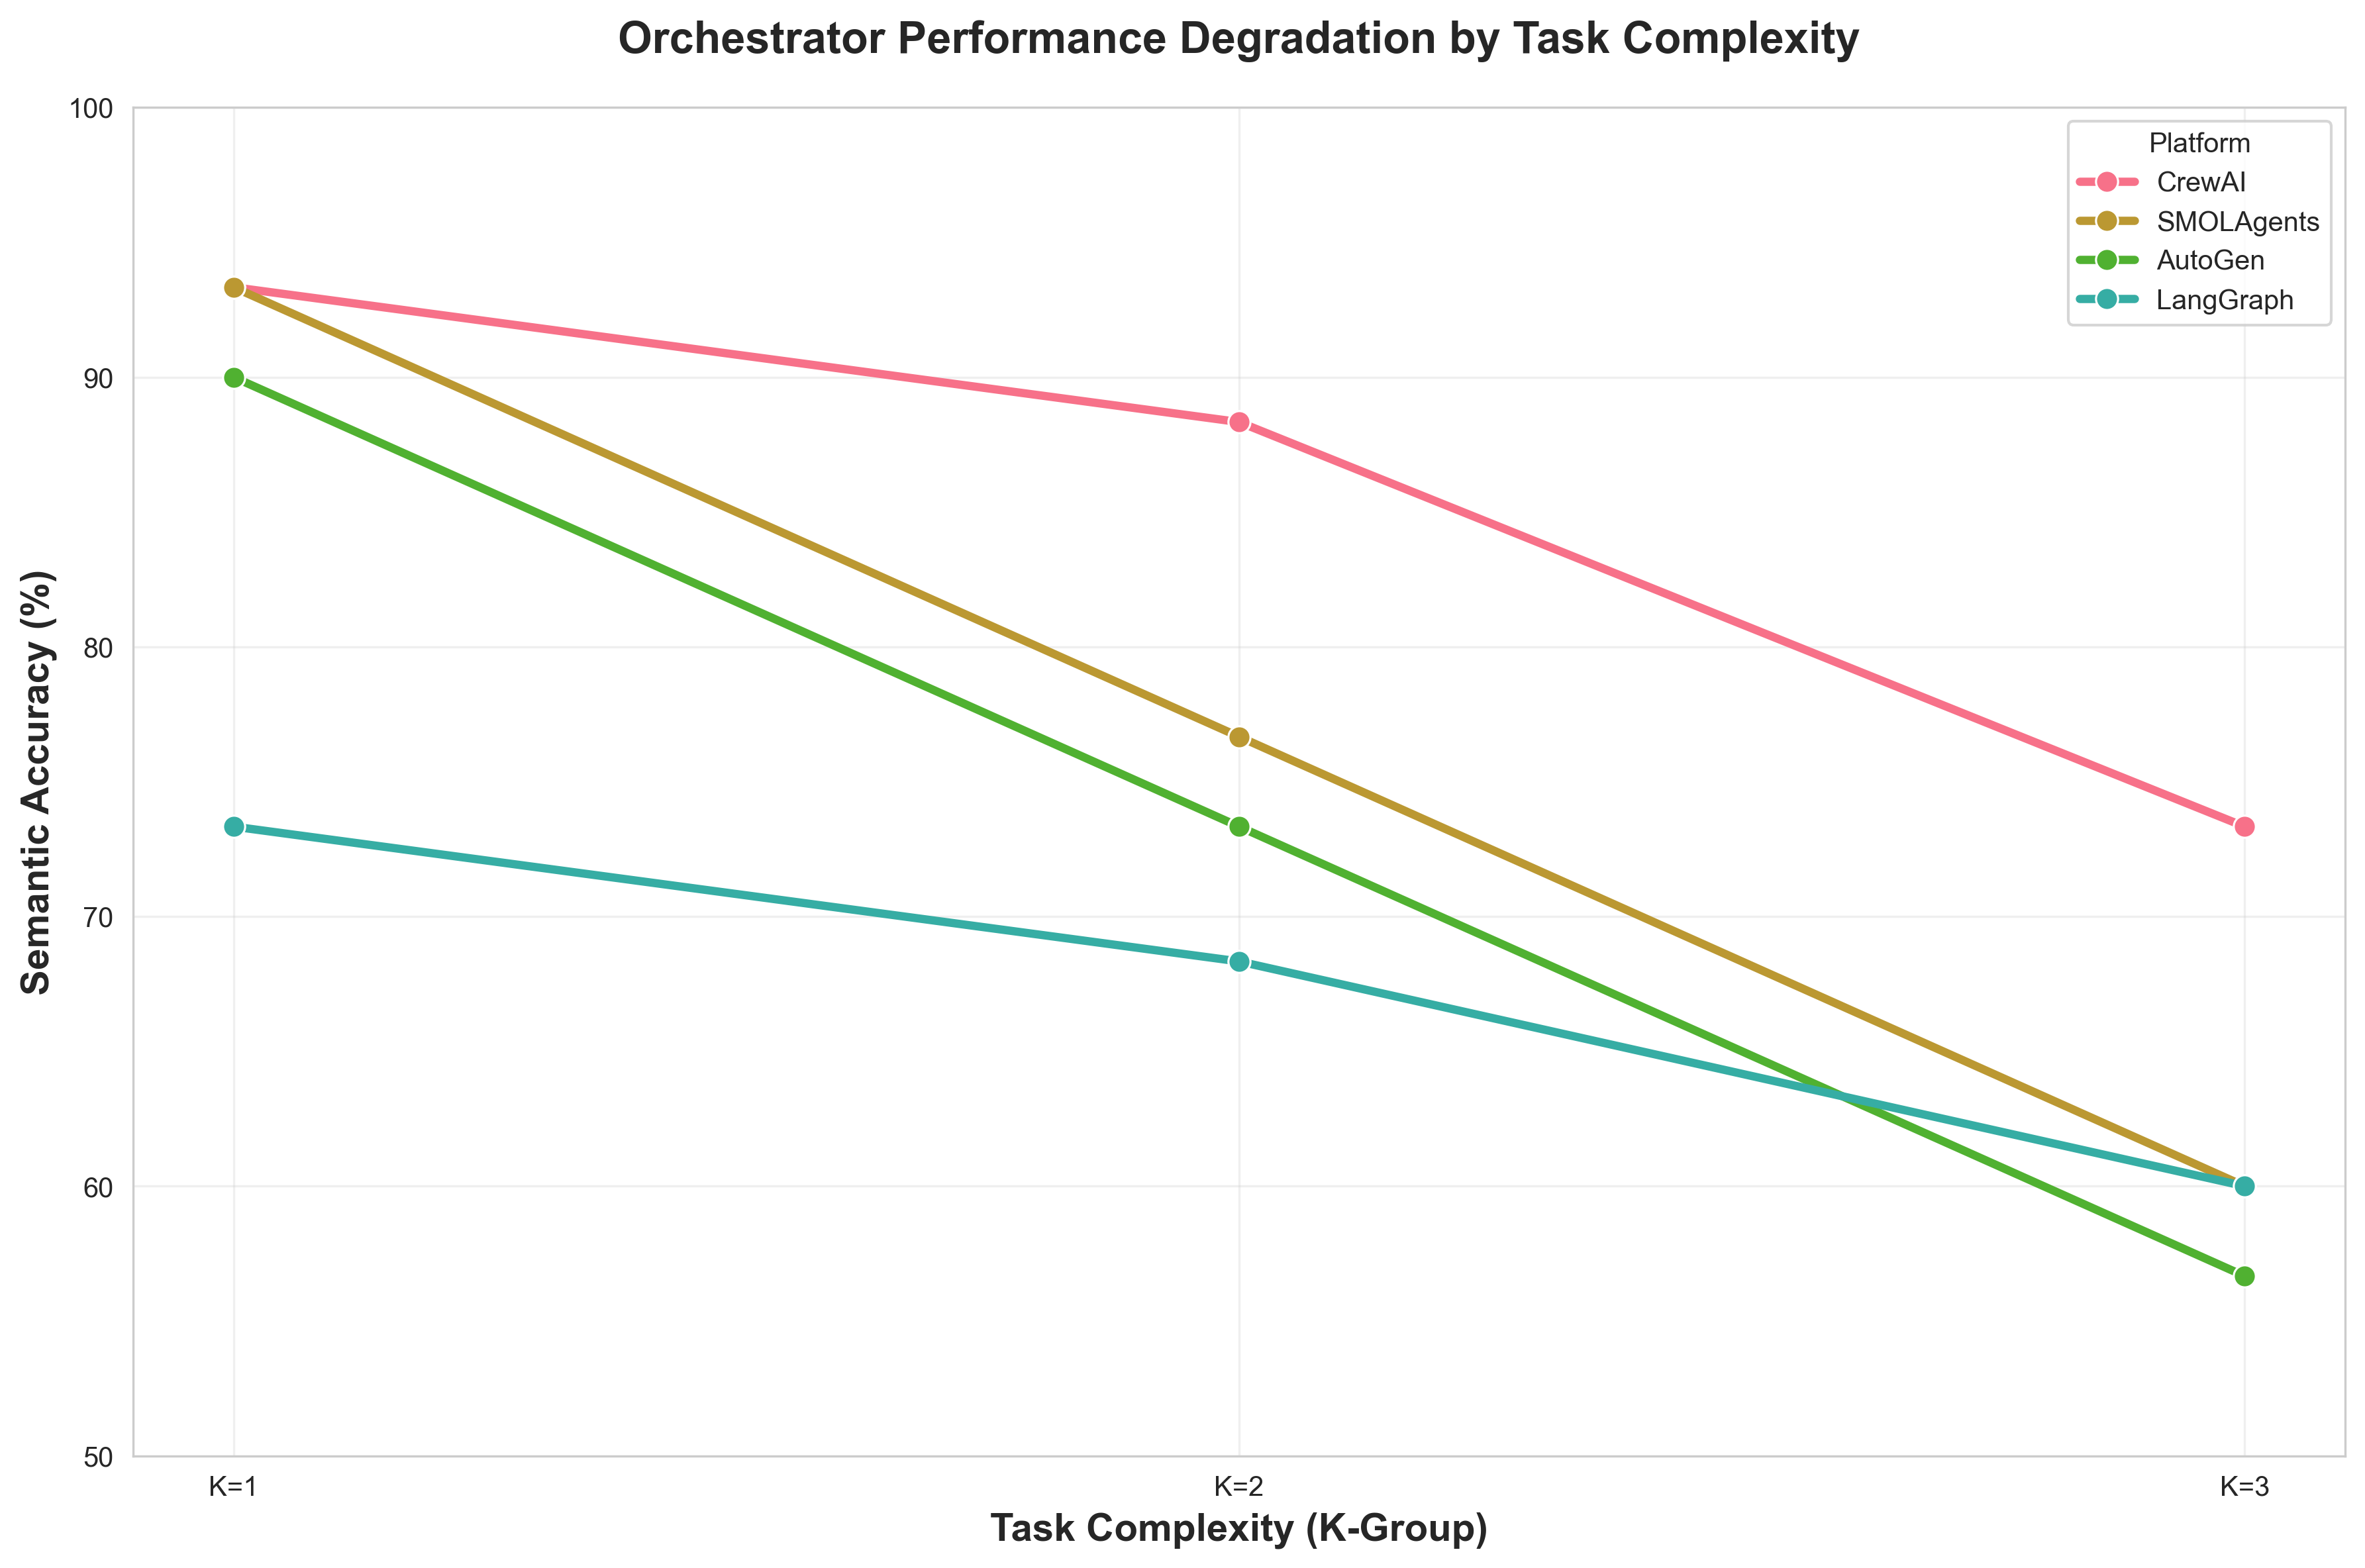 Orchestrator Performance Degradation by Task Complexity
Semantic Accuracy (%)
100
90
80
70
60
50
Platform
CrewAI
SMOLAgents
AutoGen
LangGraph
K=1
K=2
K=3
Task Complexity (K-Group)